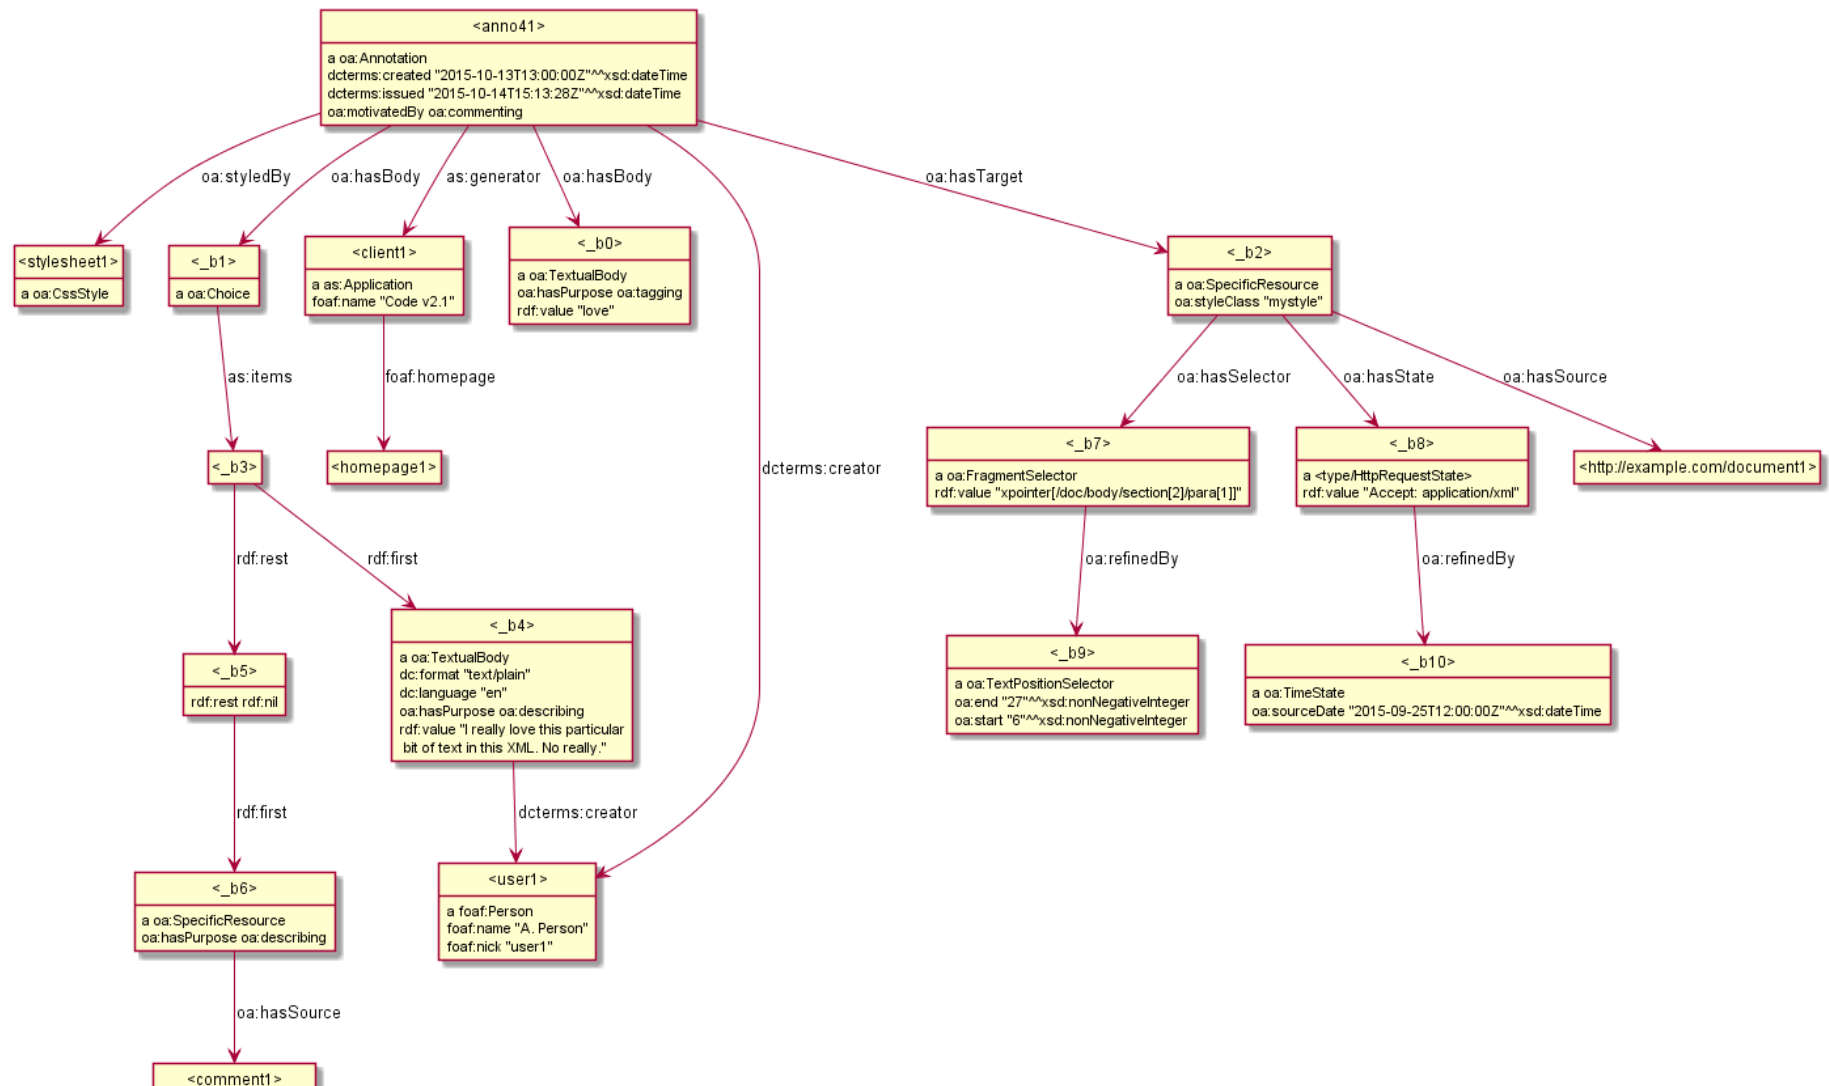 <anno41>
a oa:Annotation
dcterms:created "2015-10-13T13:00:00Z"^^xsd:dateTime
dcterms:issued "2015-10-14T15:13:28Z"^^xsd:dateTime
oa:motivatedBy oa:commenting
oa:styledBy
oa:hasBody
as:generator
oa:hasBody
oa:hasTarget
<stylesheet1>
a oa:CssStyle
<_b1>
a oa:Choice
<client1>
a as:Application
foaf:name "Code v2.1"
<_b0>
a oa:TextualBody
oa:hasPurpose oa:tagging
rdf:value "love"
<_b2>
a oa:SpecificResource
oa:styleClass "mystyle"
as:items
foaf:homepage
oa:hasSelector
oa:hasState
oa:hasSource
<_b3>
<homepage1>
dcterms:creator
<_b7>
a oa:FragmentSelector
rdf:value "xpointer[/doc/body/section[2]/para[1]]"
<_b8>
a <type/HttpRequestState>
rdf:value "Accept: application/xml"
<http://example.com/document1>
rdf:rest
rdf:first
oa:refinedBy
oa:refinedBy
<_b5>
rdf:rest rdf:nil
<_b4>
a oa:TextualBody
dc:format "text/plain"
dc:language "en"
oa:hasPurpose oa:describing
rdf:value "I really love this particular
bit of text in this XML. No really."
<_b9>
a oa:TextPositionSelector
oa:end "27"^^xsd:nonNegativeInteger
oa:start "6"^^xsd:nonNegativeInteger
<_b10>
a oa:TimeState
oa:sourceDate "2015-09-25T12:00:00Z"^^xsd:dateTime
rdf:first
dcterms:creator
<_b6>
a oa:SpecificResource
oa:hasPurpose oa:describing
<user1>
a foaf:Person
foaf:name "A. Person"
foaf:nick "user1"
oa:hasSource
<comment1>